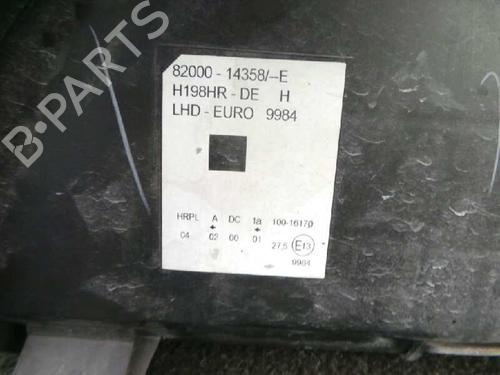 82000 - 14358/--E
H198HR - DE H
LHD - EURO 9984
HRPL A DC 1a 100-16170
04 02 00 01 27,5 E13
9984
B-PARTS